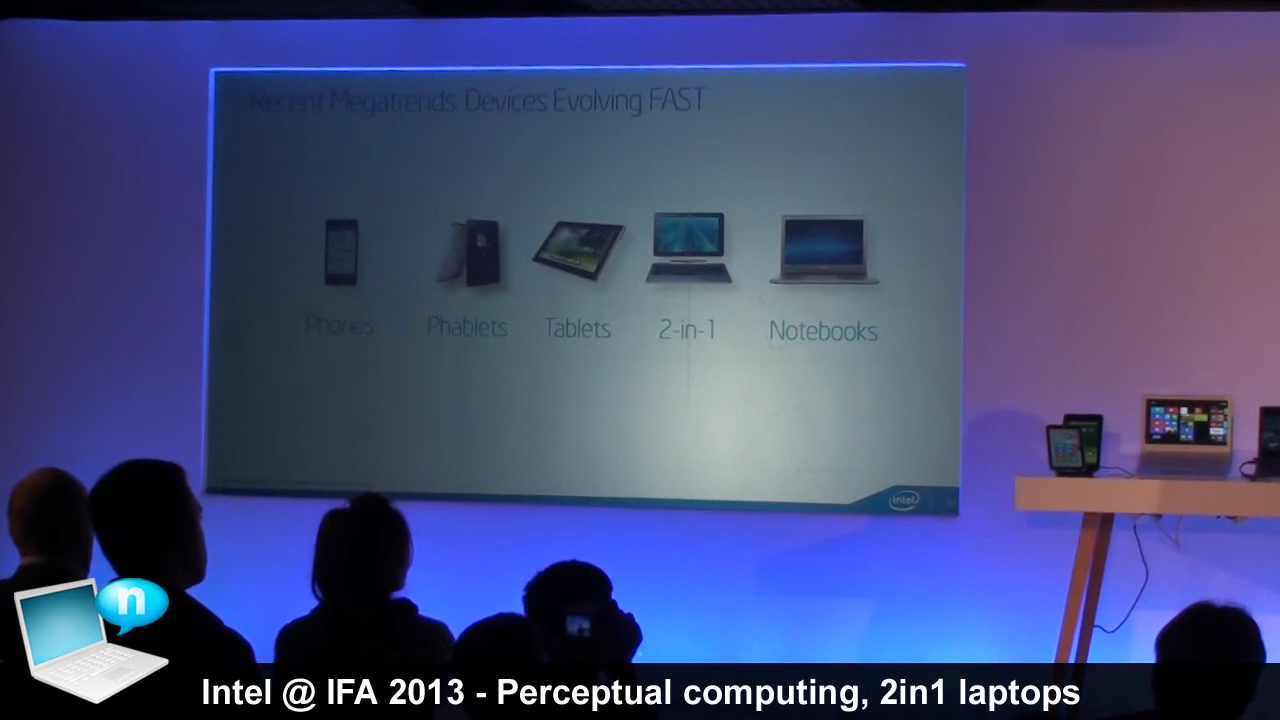 Recent Megatrends: Devices Evolving FAST
Phones
Phablets
Tablets
2-in-1
Notebooks
intel
n
Intel @ IFA 2013 - Perceptual computing, 2in1 laptops